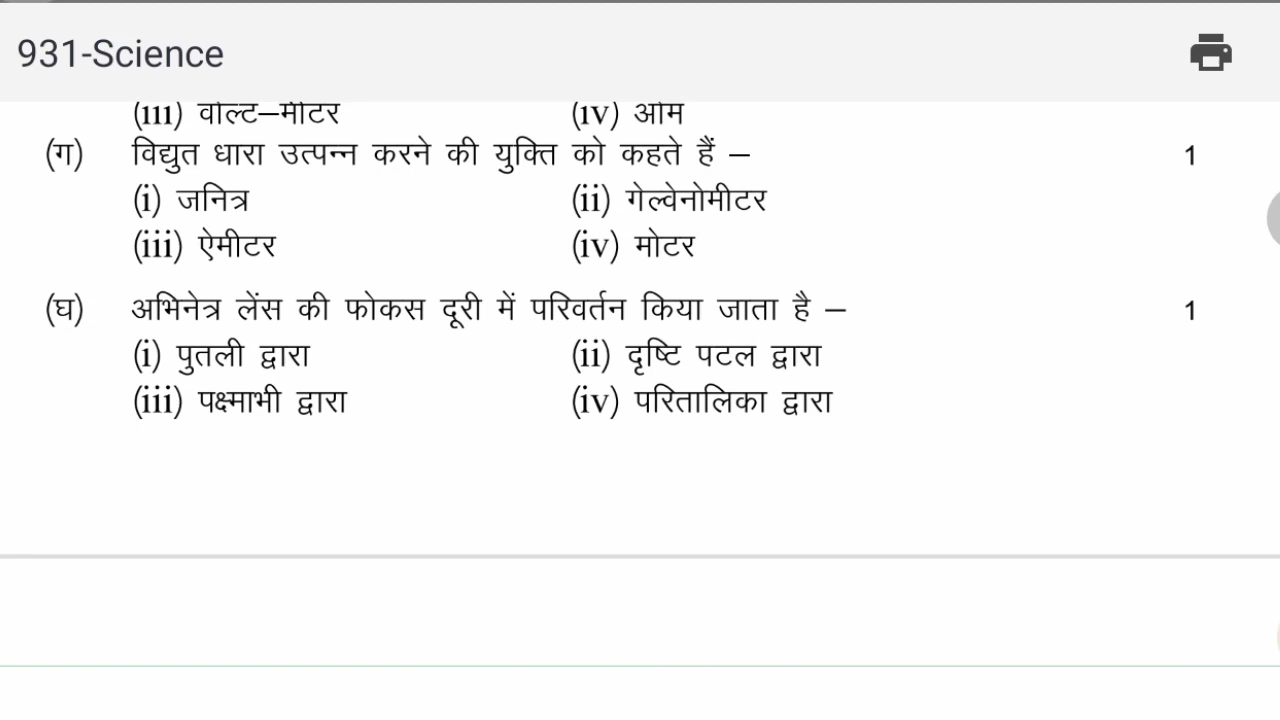 931-Science
(iii) वोल्ट–मीटर (iv) ओम
(ग) विद्युत धारा उत्पन्न करने की युक्ति को कहते हैं – 1
(i) जनित्र (ii) गेल्वेनोमीटर
(iii) ऐमीटर (iv) मोटर
(घ) अभिनेत्र लेंस की फोकस दूरी में परिवर्तन किया जाता है – 1
(i) पुतली द्वारा (ii) दृष्टि पटल द्वारा
(iii) पक्ष्माभी द्वारा (iv) परितालिका द्वारा